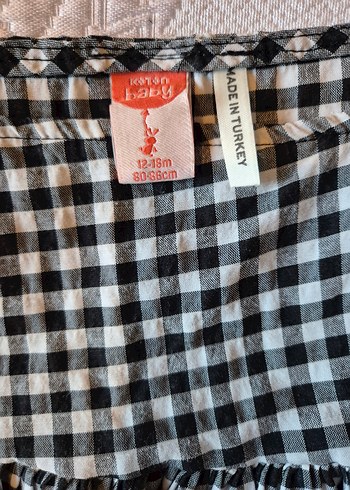 Baby
KOTON
12-18m
80-86cm
MADE IN TURKEY